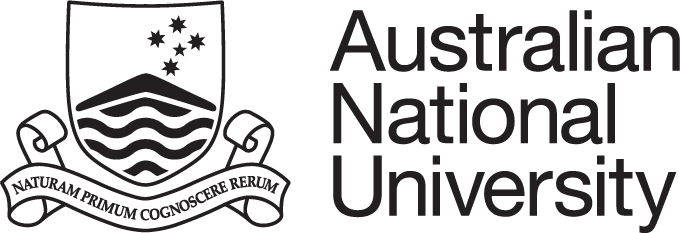 NATURAM PRIMUM COGNOSCERE RERUM
Australian
National
University